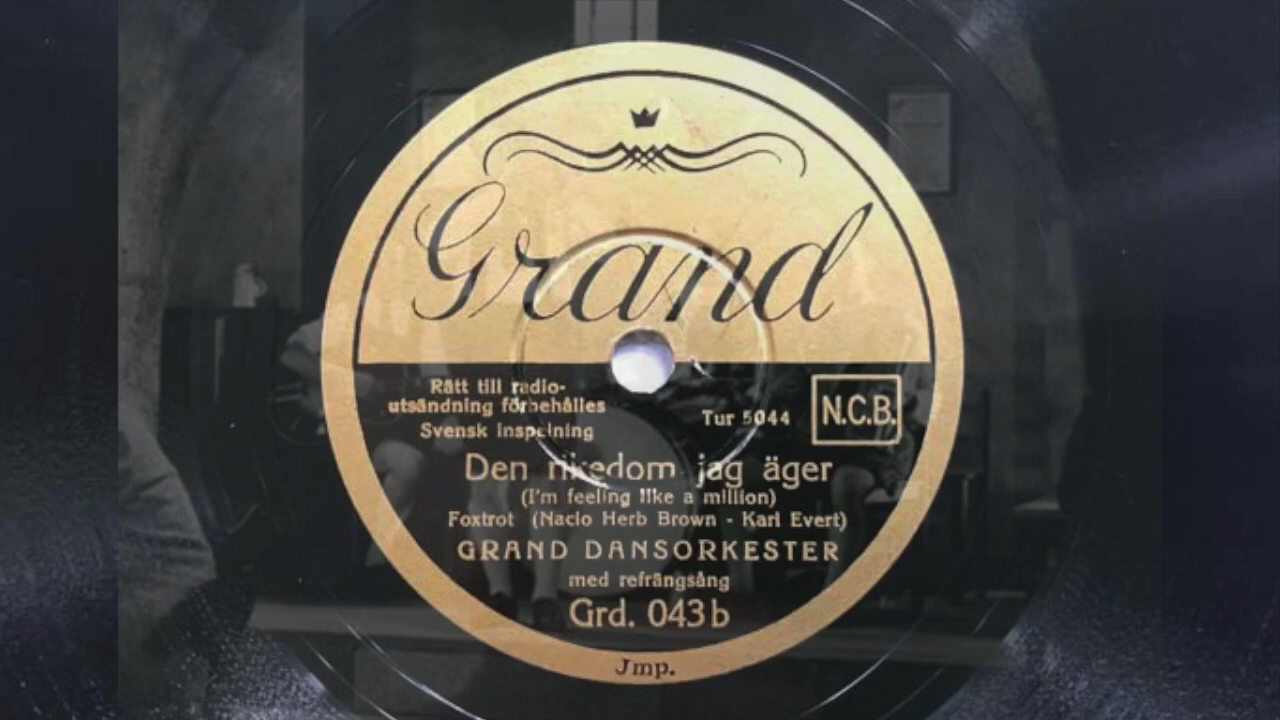 Grand
Rätt till radio-
utsändning förbehålles
Svensk inspelning
Tur 5044
N.C.B.
Den rikedom jag äger
(I'm feeling like a million)
Foxtrot (Nacio Herb Brown - Karl Evert)
GRAND DANSORKESTER
med refrängsång
Grd. 043b
Jmp.